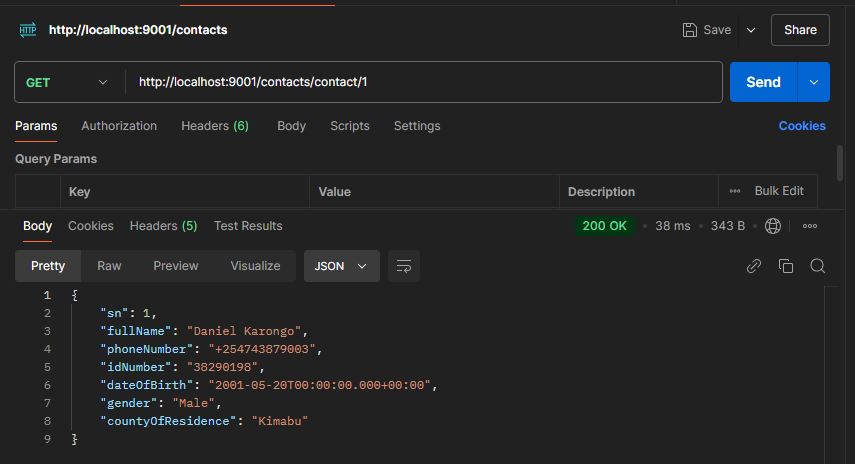 HTTP http://localhost:9001/contacts Save Share
GET http://localhost:9001/contacts/contact/1 Send
Params Authorization Headers (6) Body Scripts Settings Cookies
Query Params
Key Value Description Bulk Edit
Body Cookies Headers (5) Test Results 200 OK • 38 ms • 343 B
Pretty Raw Preview Visualize JSON
1 {
2 "sn": 1,
3 "fullName": "Daniel Karongo",
4 "phoneNumber": "+254743879003",
5 "idNumber": "38290198",
6 "dateOfBirth": "2001-05-20T00:00:00.000+00:00",
7 "gender": "Male",
8 "countyOfResidence": "Kimabu"
9 }